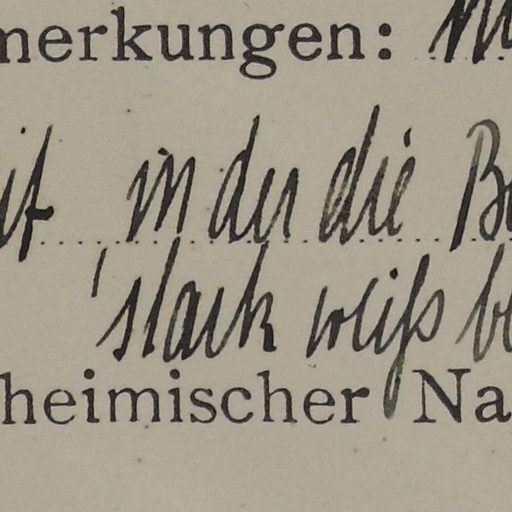 merkungen:
in der die
stark weiß
heimischer Na